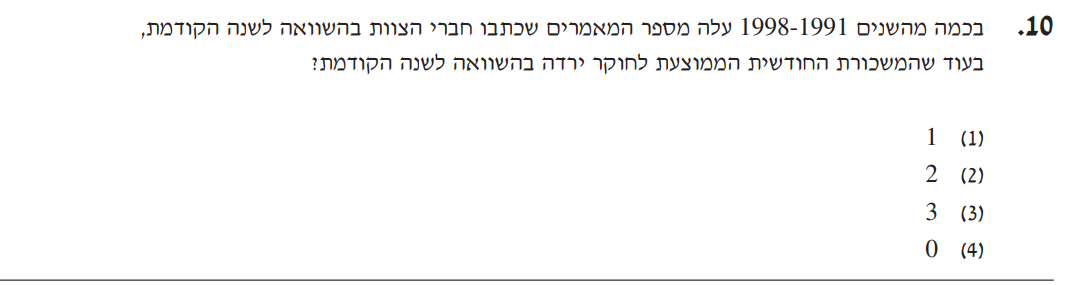 10. בכמה מהשנים 1998-1991 עלה מספר המאמרים שכתבו חברי הצוות בהשוואה לשנה הקודמת,
בעוד שהמשכורת החודשית הממוצעת לחוקר ירדה בהשוואה לשנה הקודמת?
(1) 1
(2) 2
(3) 3
(4) 0